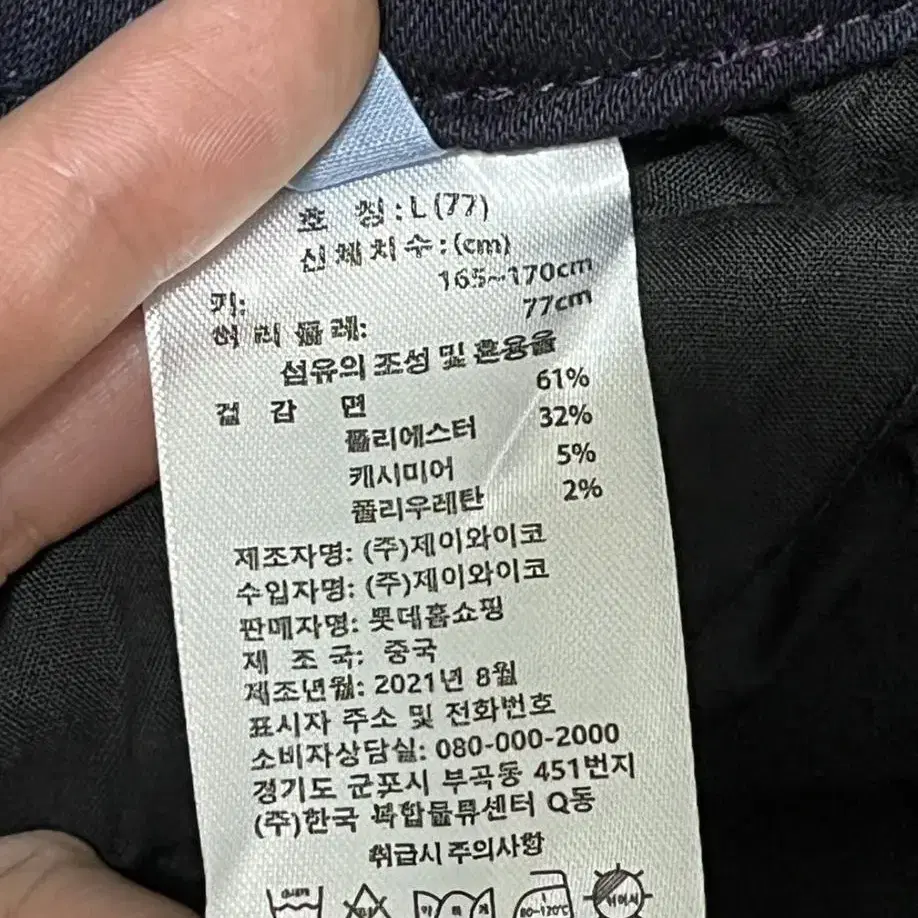 호 칭 : L (77)
신체치수 : (cm)
키: 165~170cm
허리둘레: 77cm
섬유의 조성 및 혼용율
겉 감 면 61%
폴리에스터 32%
캐시미어 5%
폴리우레탄 2%
제조자명: (주)제이와이코
수입자명: (주)제이와이코
판매자명: 롯데홈쇼핑
제 조 국: 중국
제조년월: 2021년 8월
표시자 주소 및 전화번호
소비자상담실: 080-000-2000
경기도 군포시 부곡동 451번지
(주)한국 복합물류센터 Q동
취급시 주의사항
80~120℃